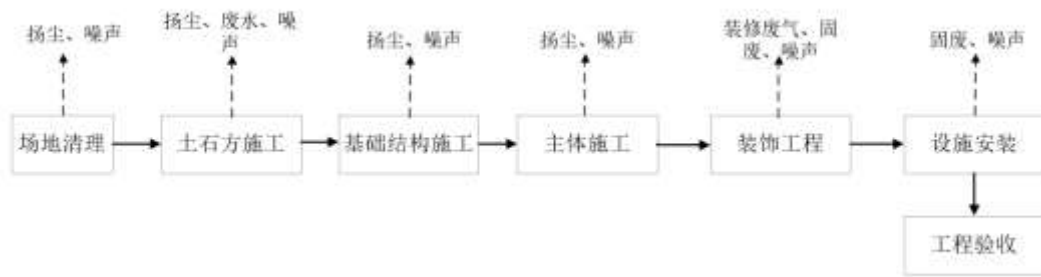 扬尘、噪声
扬尘、废水、噪
声
扬尘、噪声
扬尘、噪声
装修废气、固
废、噪声
固废、噪声
场地清理
土石方施工
基础结构施工
主体施工
装饰工程
设施安装
工程验收